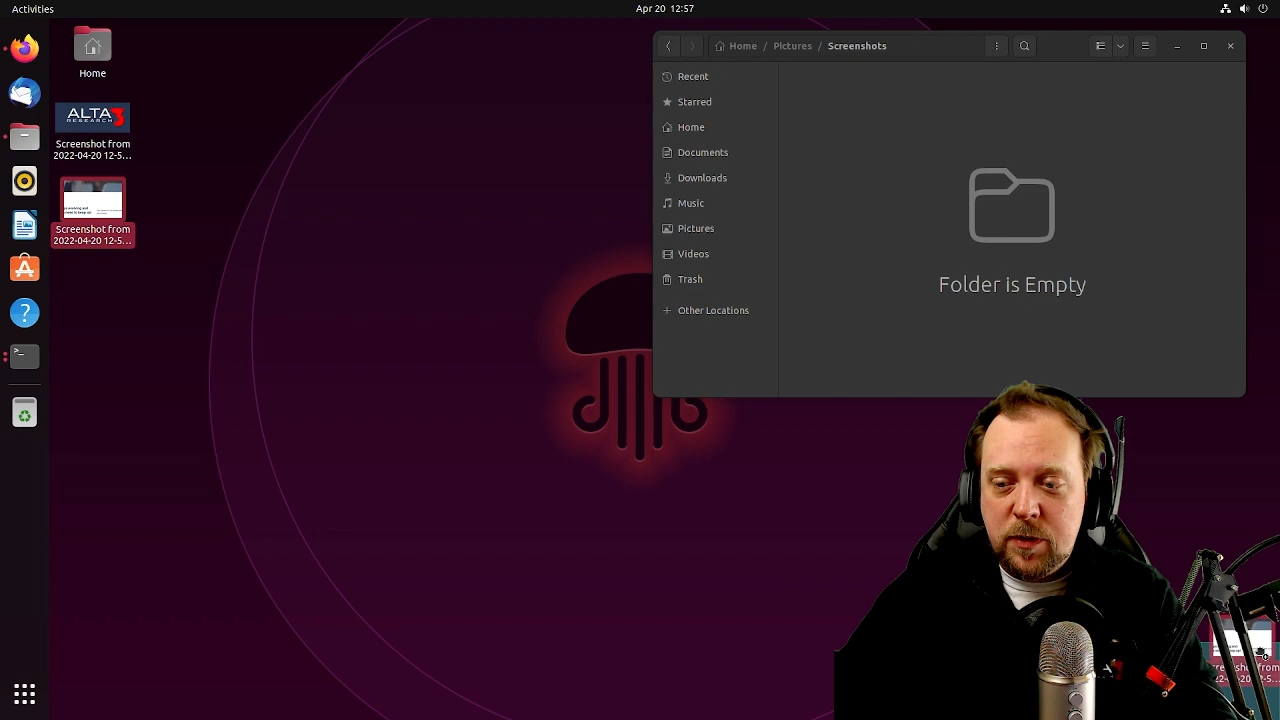 Activities
Apr 20 12:57
Home
ALTA3
RESEARCH
Screenshot from
2022-04-20 12-5...
Screenshot from
2022-04-20 12-5...
Home / Pictures / Screenshots
Recent
Starred
Home
Documents
Downloads
Music
Pictures
Videos
Trash
Other Locations
Folder is Empty